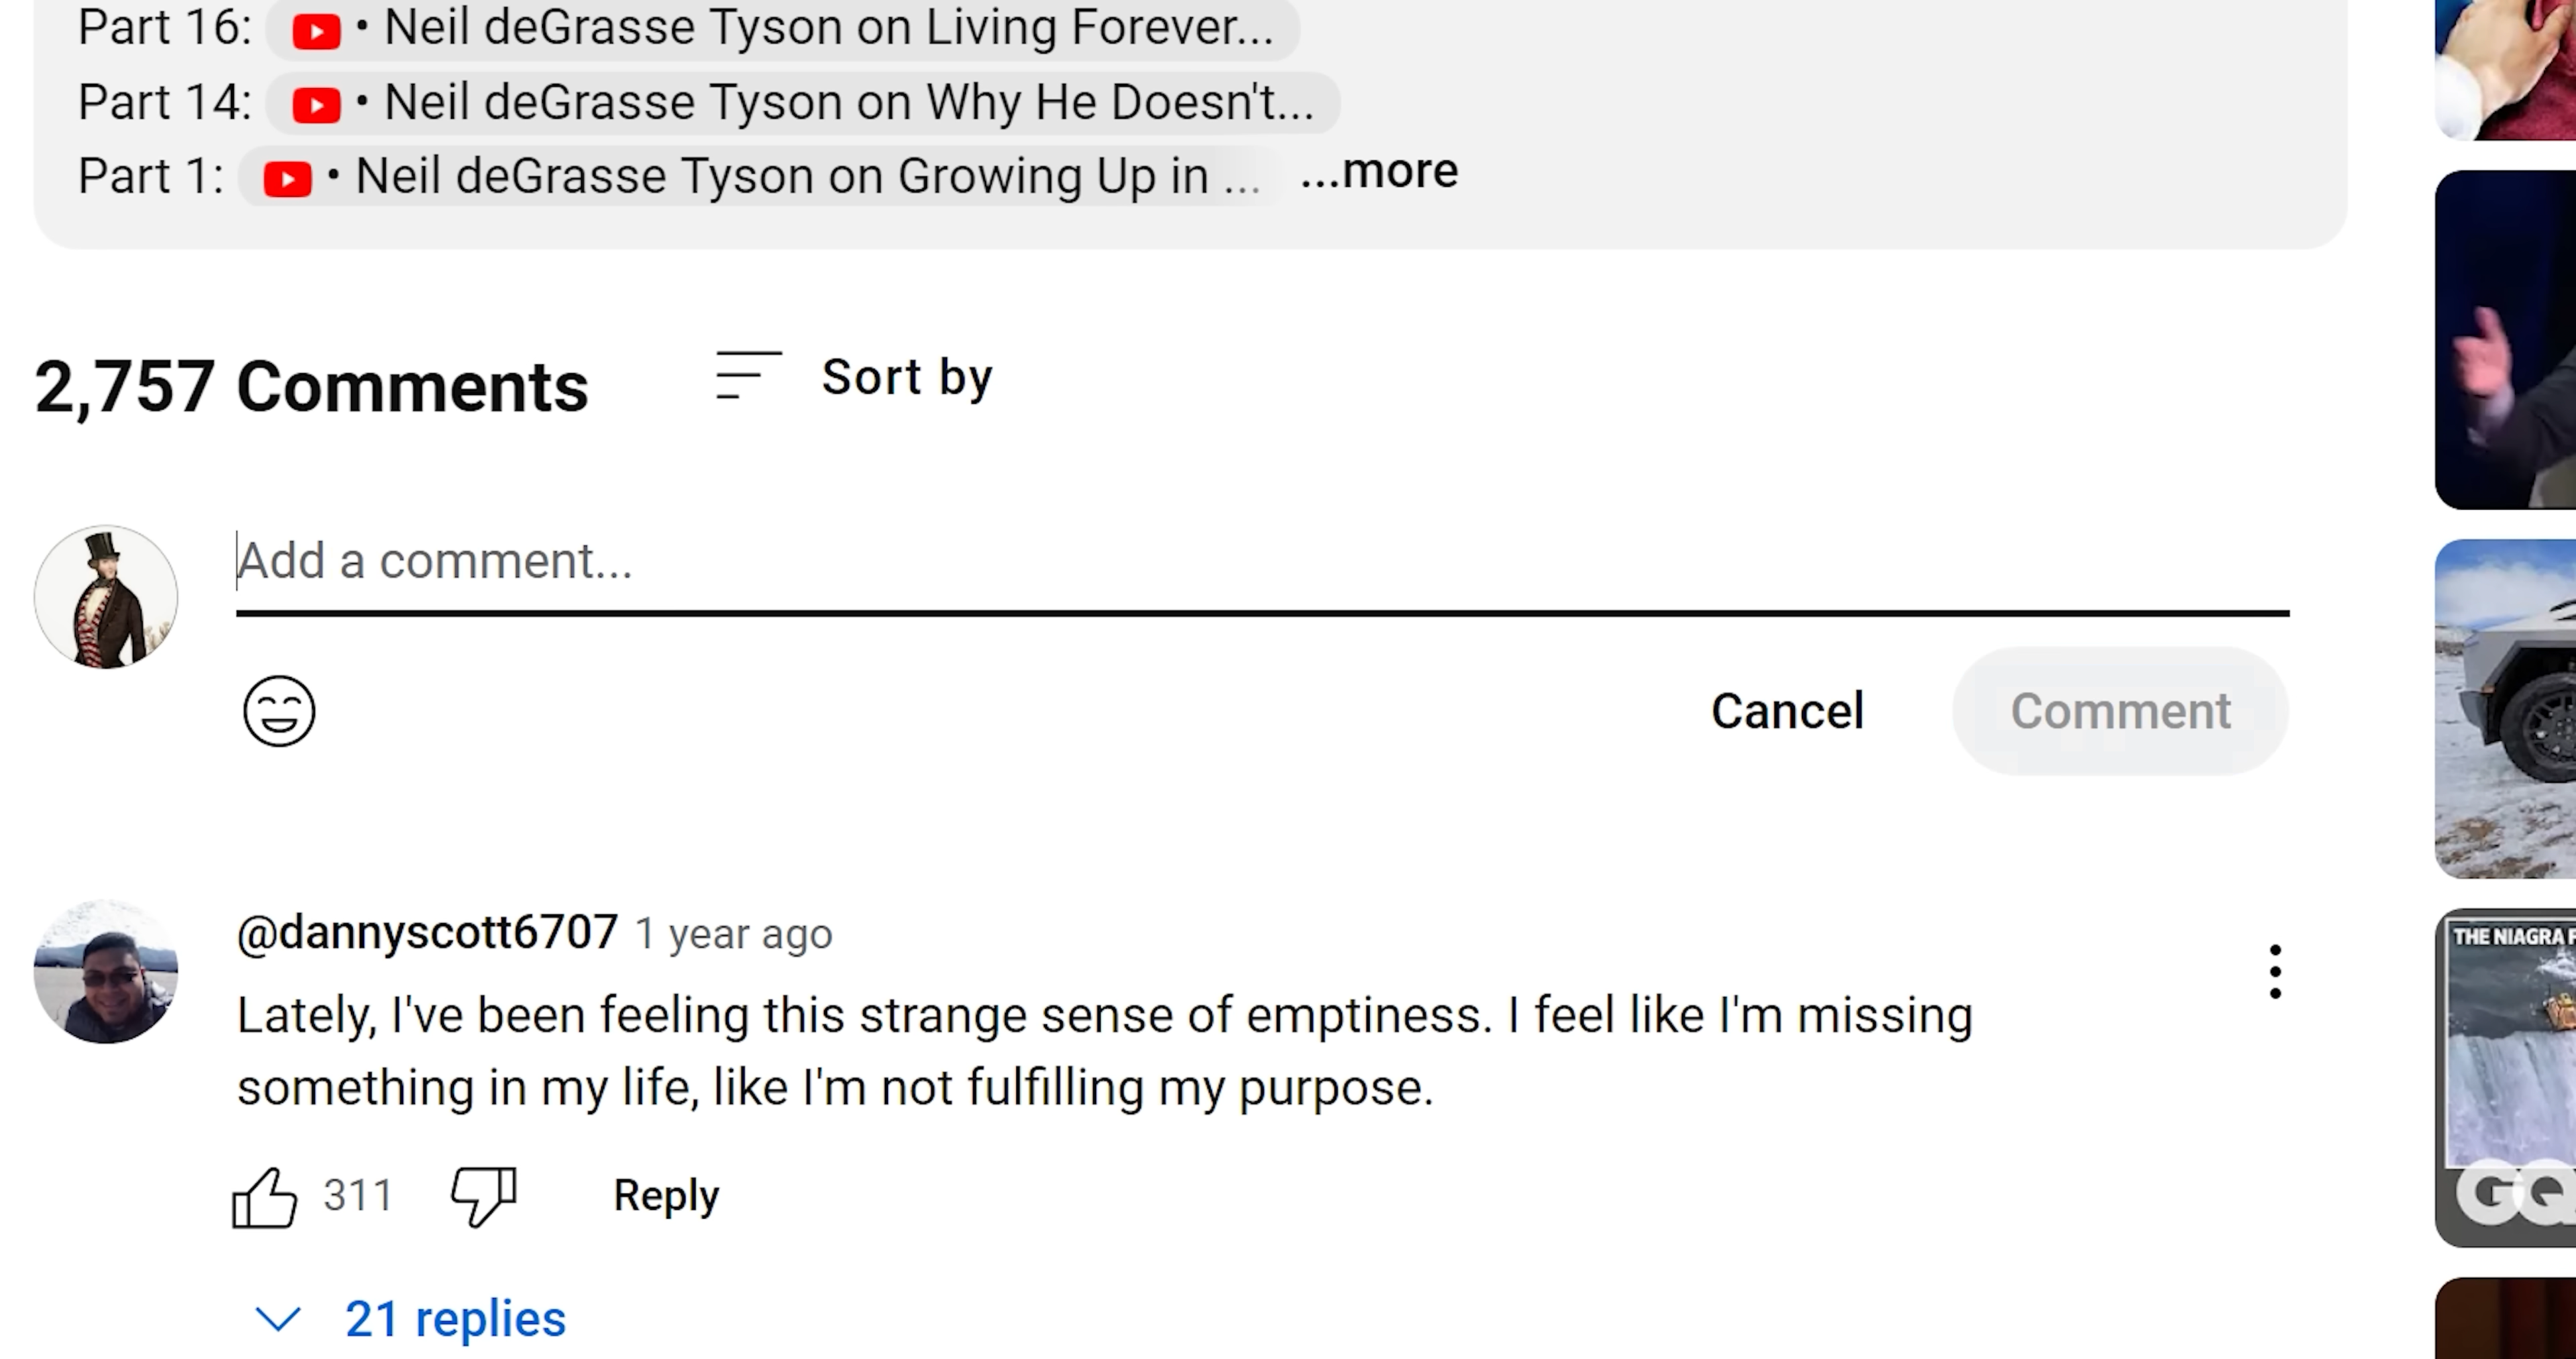 Part 16: • Neil deGrasse Tyson on Living Forever...
Part 14: • Neil deGrasse Tyson on Why He Doesn't...
Part 1: • Neil deGrasse Tyson on Growing Up in ... ...more
2,757 Comments Sort by
Add a comment...
Cancel Comment
@dannyscott6707 1 year ago
Lately, I've been feeling this strange sense of emptiness. I feel like I'm missing
something in my life, like I'm not fulfilling my purpose.
311 Reply
21 replies
THE NIAGRA
GQ